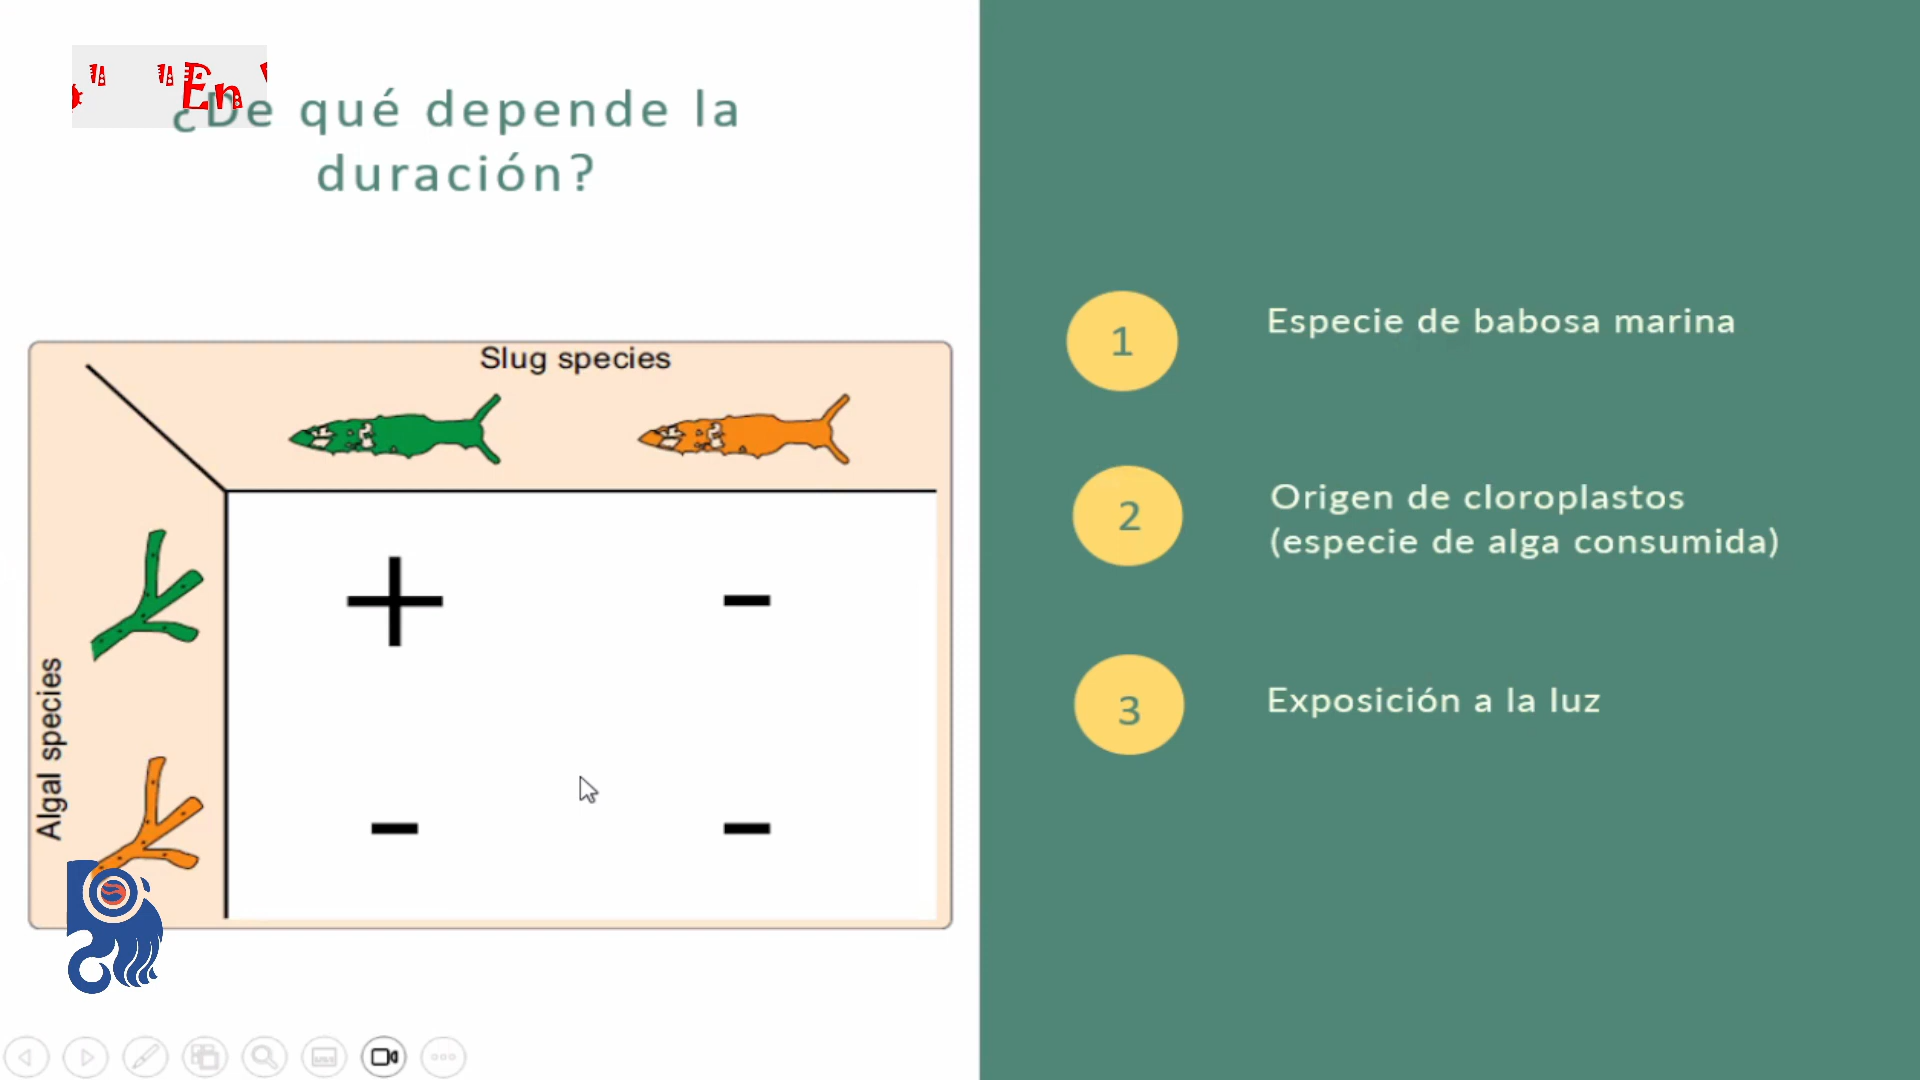 "En
¿De qué depende la
duración?
Slug species
Algal species
+
-
-
-
1
Especie de babosa marina
2
Origen de cloroplastos
(especie de alga consumida)
3
Exposición a la luz